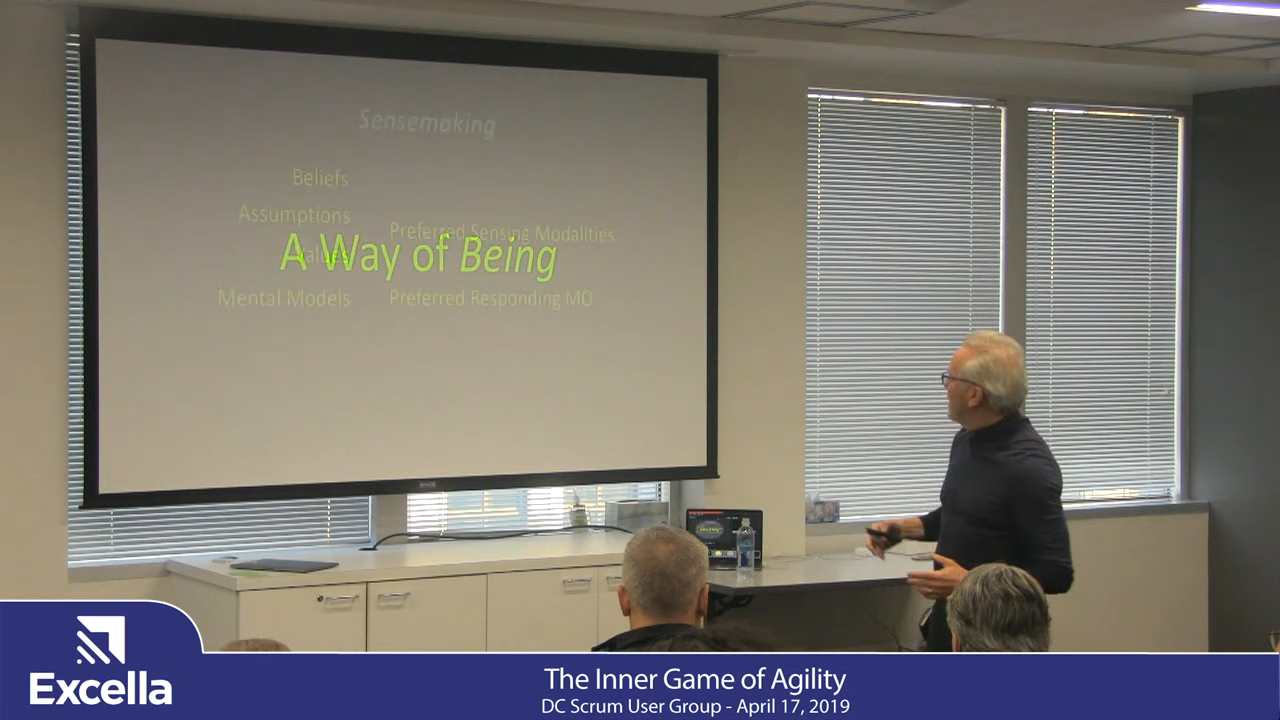 Sensemaking
Beliefs
Assumptions
Preferred Sensing Modalities
Values
A Way of Being
Mental Models
Preferred Responding MO
Excella
The Inner Game of Agility
DC Scrum User Group - April 17, 2019